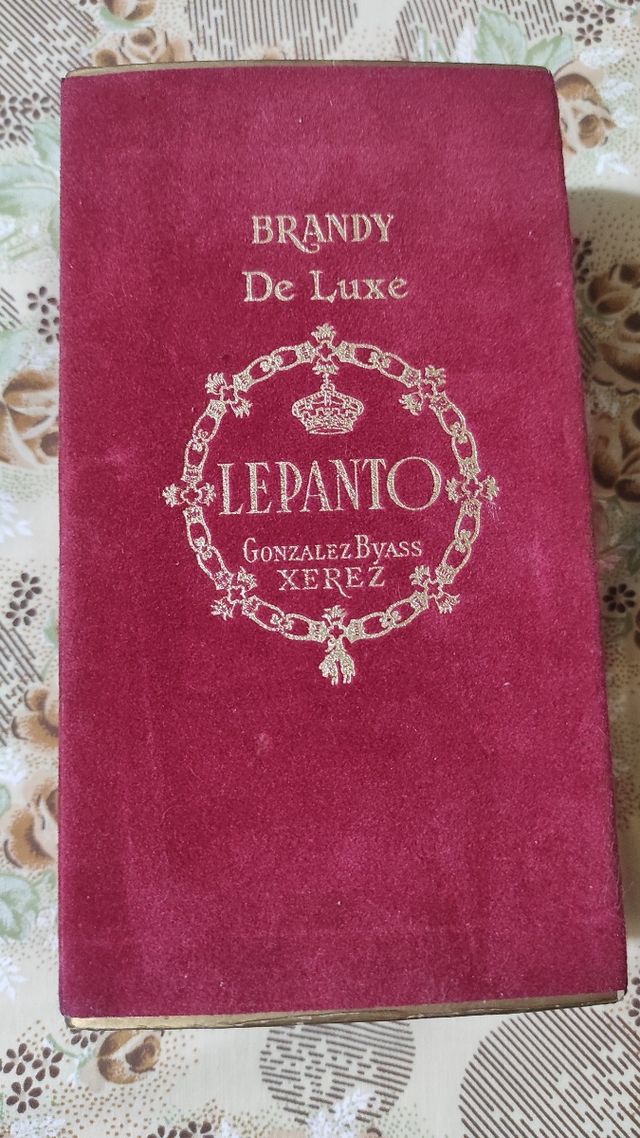 BRANDY
De Luxe
LEPANTO
GONZALEZ BYASS
XEREZ